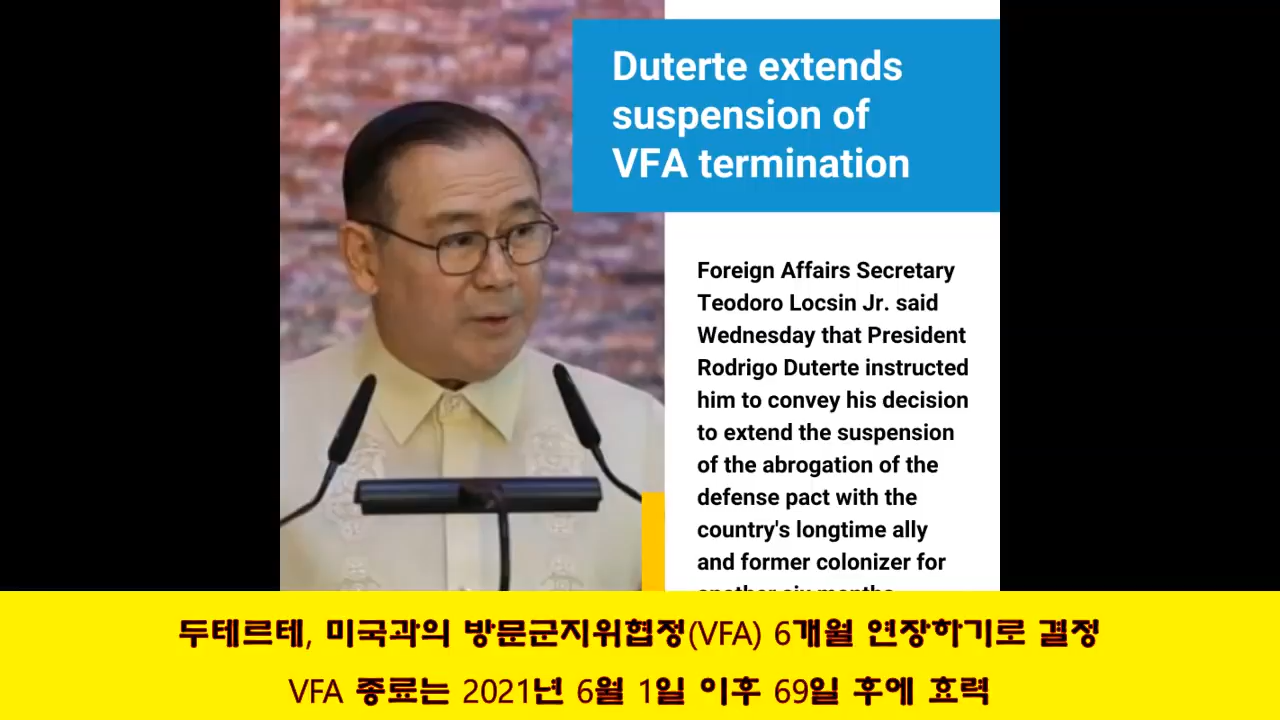 Duterte extends
suspension of
VFA termination
Foreign Affairs Secretary
Teodoro Locsin Jr. said
Wednesday that President
Rodrigo Duterte instructed
him to convey his decision
to extend the suspension
of the abrogation of the
defense pact with the
country's longtime ally
and former colonizer for
another six months
두테르테, 미국과의 방문군지위협정(VFA) 6개월 연장하기로 결정
VFA 종료는 2021년 6월 1일 이후 69일 후에 효력